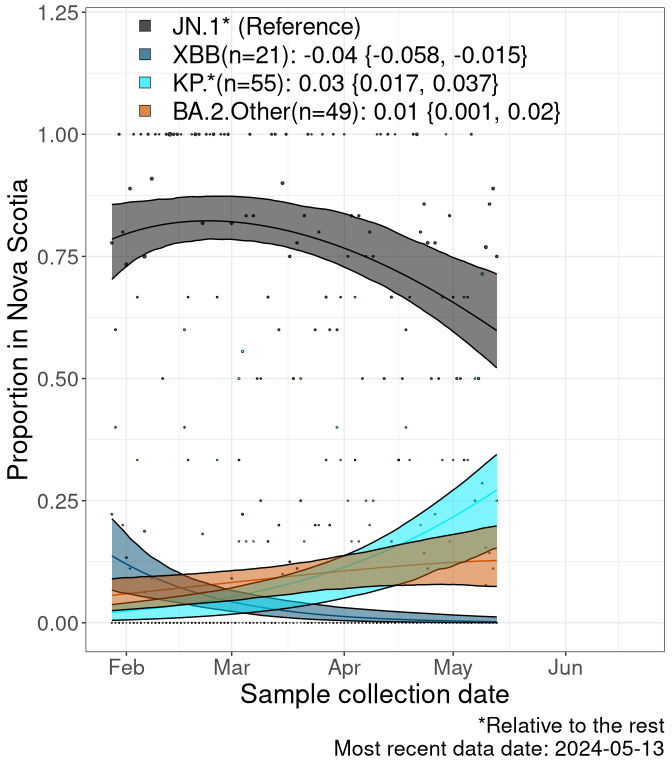 JN.1* (Reference)
XBB(n=21): -0.04 {-0.058, -0.015}
KP.*(n=55): 0.03 {0.017, 0.037}
BA.2.Other(n=49): 0.01 {0.001, 0.02}
1.25
1.00
0.75
0.50
0.25
0.00
Proportion in Nova Scotia
Feb Mar Apr May Jun
Sample collection date
*Relative to the rest
Most recent data date: 2024-05-13